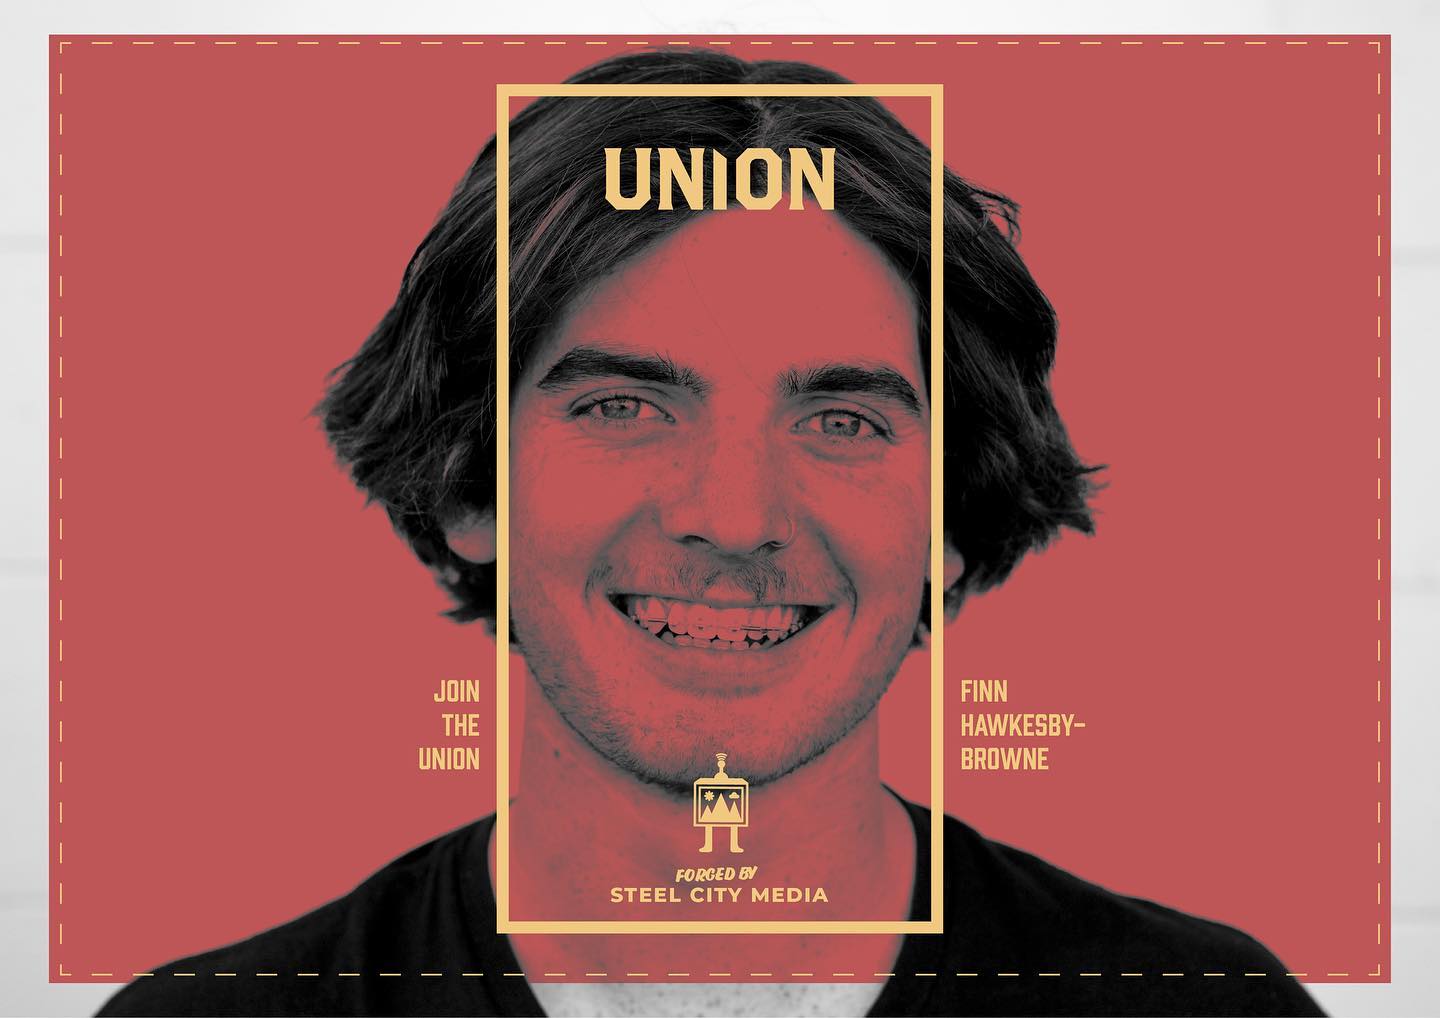 UNION
JOIN
THE
UNION
FINN
HAWKESBY-
BROWNE
FORGED BY
STEEL CITY MEDIA